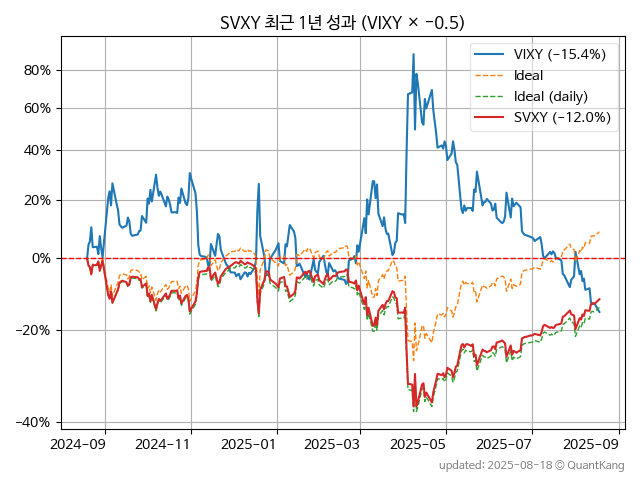 SVXY 최근 1년 성과 (VIXY × −0.5)
VIXY (−15.4%)
Ideal
Ideal (daily)
SVXY (−12.0%)
80%
60%
40%
20%
0%
−20%
−40%
2024-09
2024-11
2025-01
2025-03
2025-05
2025-07
2025-09
updated: 2025-08-18 © QuantKang